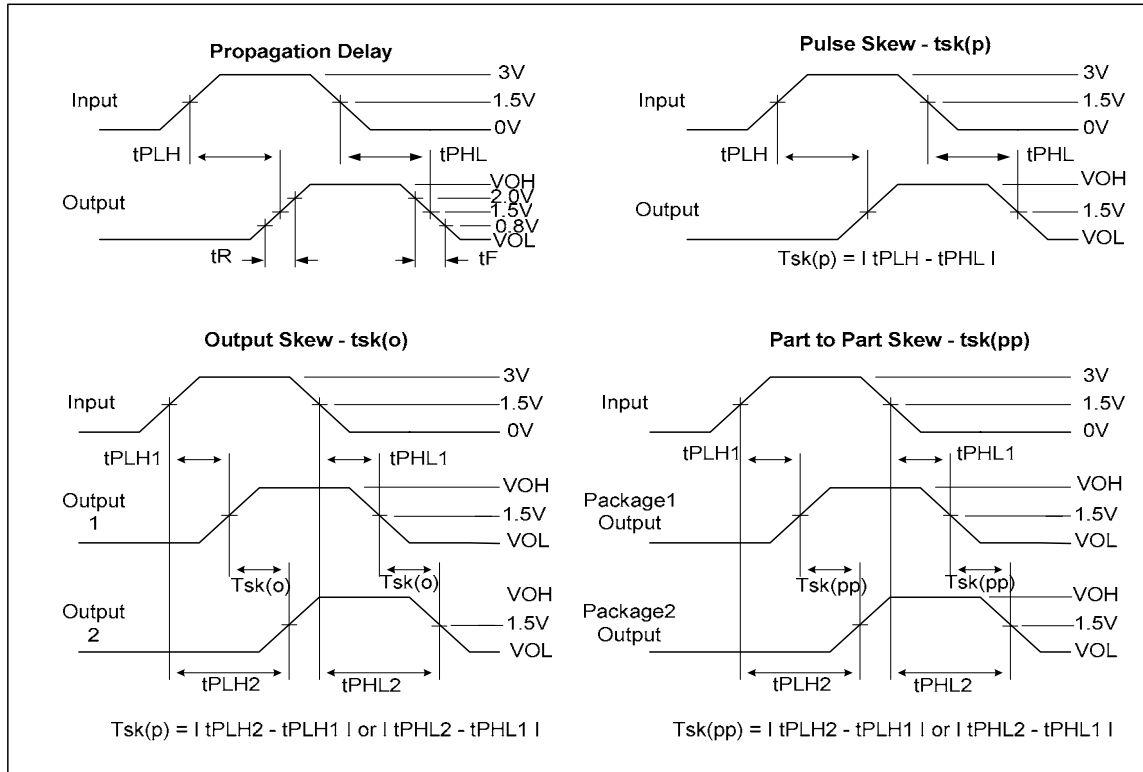 Propagation Delay
3V
Input
1.5V
0V
tPLH
tPHL
VOH
2.0V
Output
1.5V
0.8V
VOL
tR
tF
Pulse Skew - tsk(p)
3V
Input
1.5V
0V
tPLH
tPHL
VOH
Output
1.5V
VOL
Tsk(p) = I tPLH - tPHL I
Output Skew - tsk(o)
3V
Input
1.5V
0V
tPLH1
tPHL1
VOH
Output
1
1.5V
VOL
Tsk(o)
Tsk(o)
VOH
Output
2
1.5V
VOL
tPLH2
tPHL2
Tsk(p) = I tPLH2 - tPLH1 I or I tPHL2 - tPHL1 I
Part to Part Skew - tsk(pp)
3V
Input
1.5V
0V
tPLH1
tPHL1
VOH
Package1
Output
1.5V
VOL
Tsk(pp)
Tsk(pp)
VOH
Package2
Output
1.5V
VOL
tPLH2
tPHL2
Tsk(pp) = I tPLH2 - tPLH1 I or I tPHL2 - tPHL1 I